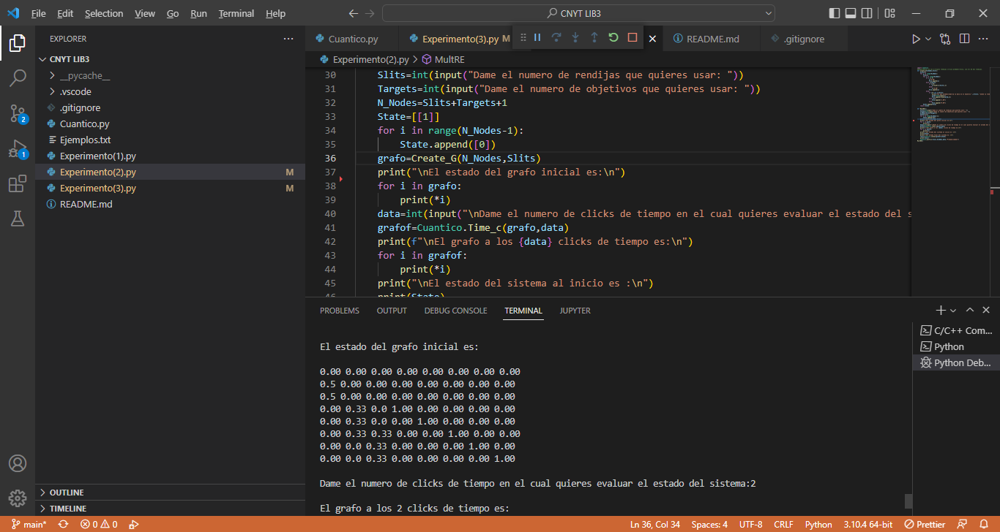 File Edit Selection View Go Run Terminal Help
CNYT LIB3
EXPLORER
CNYT LIB3
__pycache__
.vscode
.gitignore
Cuantico.py
Ejemplos.txt
Experimento(1).py
Experimento(2).py M
Experimento(3).py M
README.md
OUTLINE
TIMELINE
2
1
Cuantico.py Experimento(3).py M README.md .gitignore
Experimento(2).py > MultRE
30 Slits=int(input("Dame el numero de rendijas que quieres usar: "))
31 Targets=int(input("Dame el numero de objetivos que quieres usar: "))
32 N_Nodes=Slits+Targets+1
33 State=[[1]]
34 for i in range(N_Nodes-1):
35 State.append([0])
36 grafo=Create_G(N_Nodes,Slits)
37 print("\nEl estado del grafo inicial es:\n")
38 for i in grafo:
39 print(*i)
40 data=int(input("\nDame el numero de clicks de tiempo en el cual quieres evaluar el estado del s
41 grafof=Cuantico.Time_c(grafo,data)
42 print(f"\nEl grafo a los {data} clicks de tiempo es:\n")
43 for i in grafof:
44 print(*i)
45 print("\nEl estado del sistema al inicio es :\n")
46 print(State)
PROBLEMS OUTPUT DEBUG CONSOLE TERMINAL JUPYTER
El estado del grafo inicial es:
0.00 0.00 0.00 0.00 0.00 0.00 0.00 0.00
0.5 0.00 0.00 0.00 0.00 0.00 0.00 0.00
0.5 0.00 0.00 0.00 0.00 0.00 0.00 0.00
0.00 0.33 0.0 1.00 0.00 0.00 0.00 0.00
0.00 0.33 0.0 0.00 1.00 0.00 0.00 0.00
0.00 0.33 0.33 0.00 0.00 1.00 0.00 0.00
0.00 0.0 0.33 0.00 0.00 0.00 1.00 0.00
0.00 0.0 0.33 0.00 0.00 0.00 0.00 1.00
Dame el numero de clicks de tiempo en el cual quieres evaluar el estado del sistema:2
El grafo a los 2 clicks de tiempo es:
C/C++ Com...
Python
Python Deb...
main* 0 0 Ln 36, Col 34 Spaces: 4 UTF-8 CRLF Python 3.10.4 64-bit Prettier